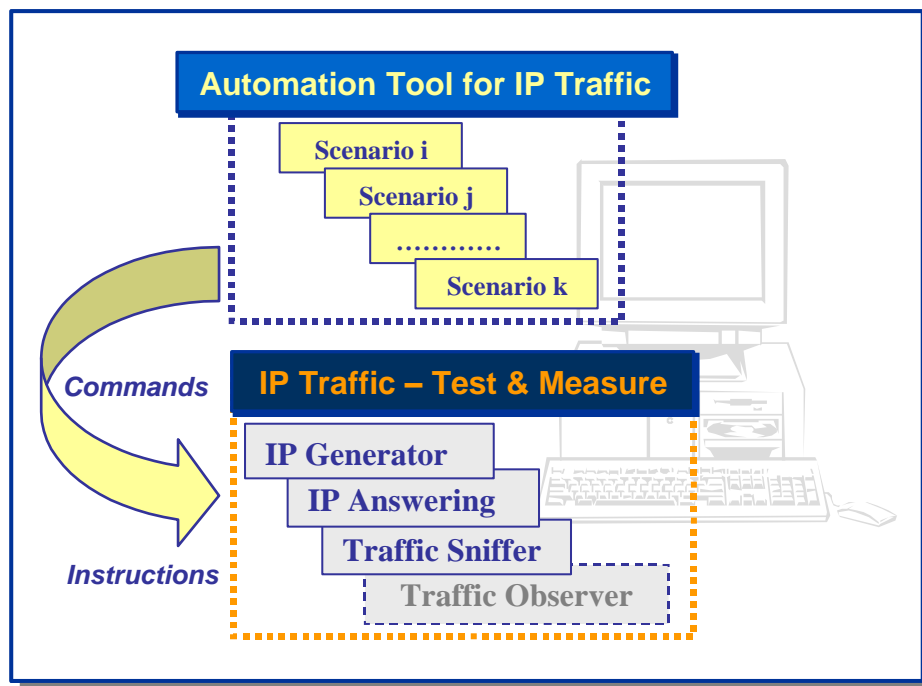 Automation Tool for IP Traffic
Scenario i
Scenario j
…………
Scenario k
Commands
IP Traffic – Test & Measure
IP Generator
IP Answering
Traffic Sniffer
Instructions
Traffic Observer